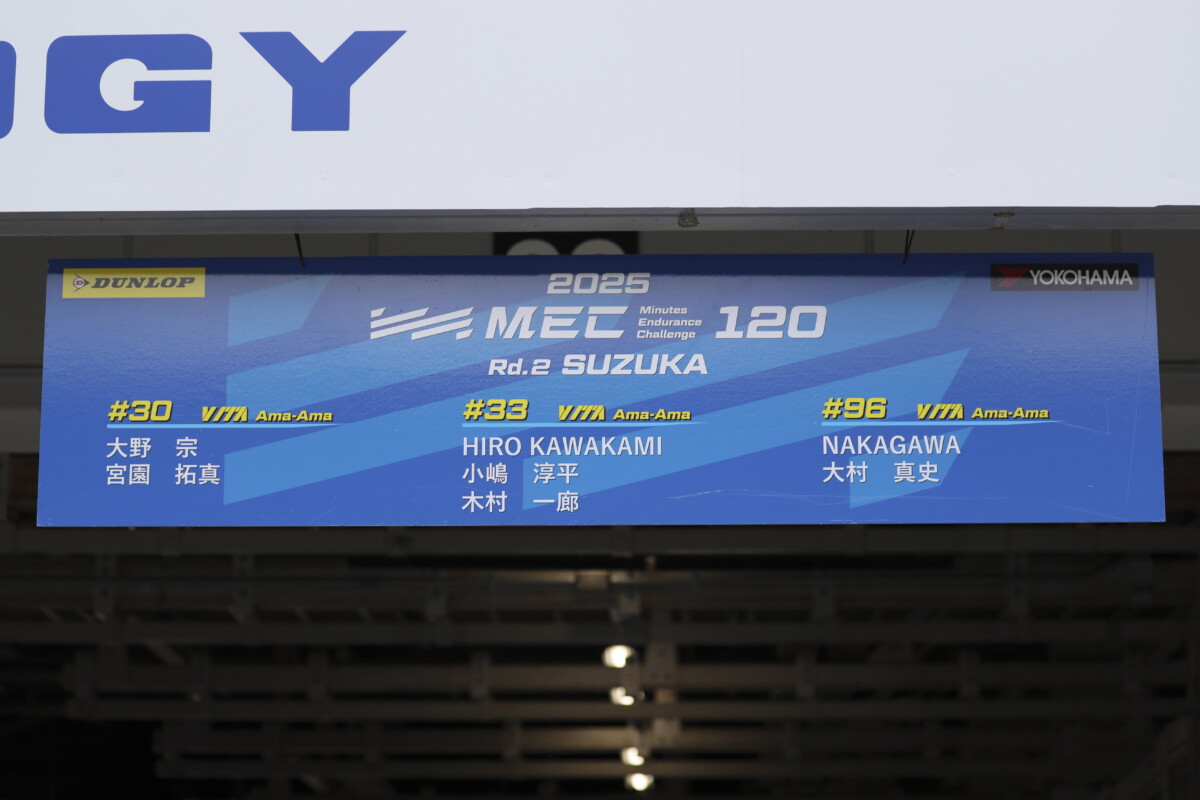 OGY
DUNLOP
YOKOHAMA
2025
MEC Minutes Endurance Challenge 120
Rd.2 SUZUKA
#30 VITA Ama-Ama
大野 宗
宮園 拓真
#33 VITA Ama-Ama
HIRO KAWAKAMI
小嶋 淳平
木村 一廊
#96 VITA Ama-Ama
NAKAGAWA
大村 真史